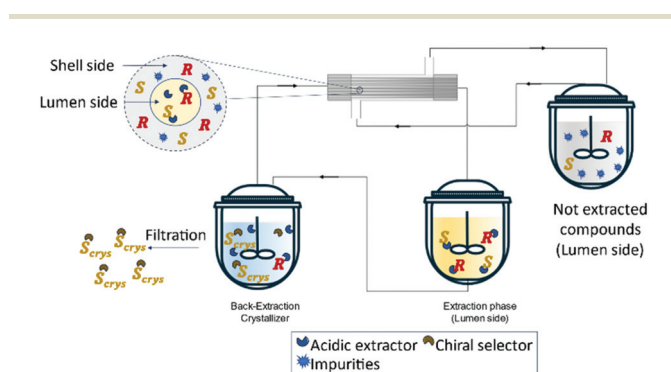 Shell side
R
S
Lumen side
R
S
R
R
S
R
S
Not extracted
compounds
(Lumen side)
Filtration
S crys
S crys
S crys
S crys
S crys
S crys
R
S crys
S
R
R
S
Back-Extraction
Crystallizer
Extraction phase
(Lumen side)
Acidic extractor
Chiral selector
Impurities